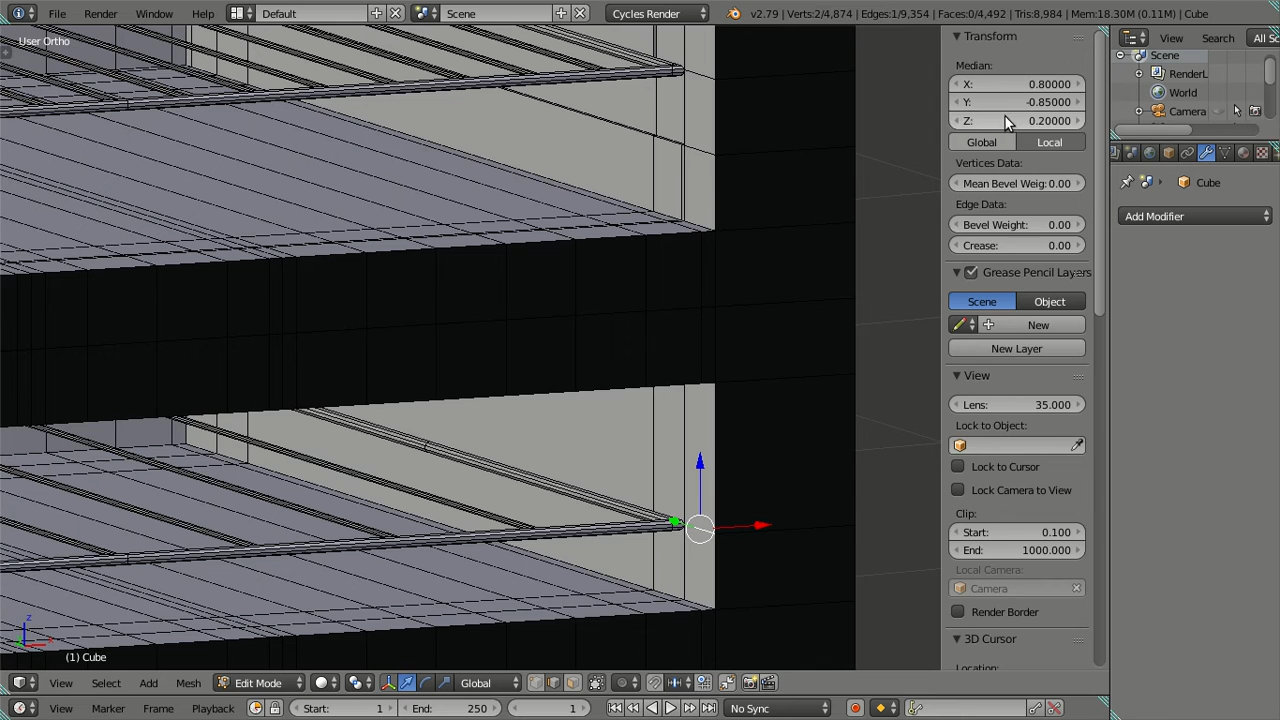 File Render Window Help Default Scene Cycles Render v2.79 | Verts:2/4,874 | Edges:1/9,354 | Faces:0/4,492 | Tris:8,984 | Mem:18.30M (0.11M) | Cube
User Ortho
Transform
View Search All Sc
Scene
Median:
RenderL
X: 0.80000
World
Y: -0.85000
Camera
Z: 0.20000
Global Local
Vertices Data:
Mean Bevel Weig: 0.00
Cube
Edge Data:
Add Modifier
Bevel Weight: 0.00
Crease: 0.00
Grease Pencil Layers
Scene Object
New
New Layer
View
Lens: 35.000
Lock to Object:
Lock to Cursor
Lock Camera to View
Clip:
Start: 0.100
End: 1000.000
Local Camera:
Camera
Render Border
3D Cursor
Location:
z
x
(1) Cube
View Select Add Mesh Edit Mode Global
View Marker Frame Playback Start: 1 End: 250 1 No Sync